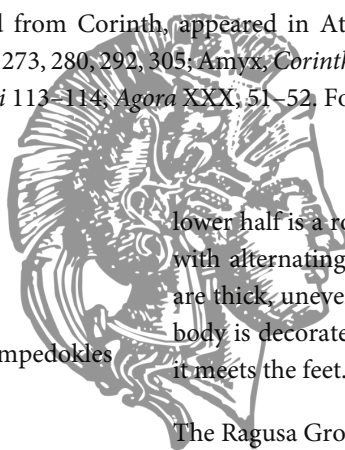 d from Corinth, appeared in At
273, 280, 292, 305; Amyx, Corinth
i 113–114; Agora XXX, 51–52. Fo
lower half is a ro
with alternating
are thick, uneve
body is decorate
mpedokles
it meets the feet.
The Ragusa Gro